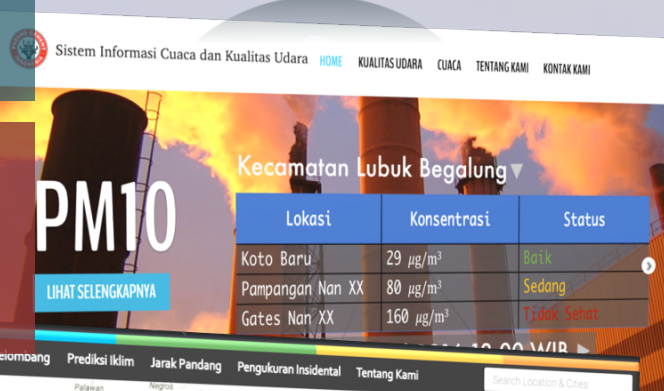 Sistem Informasi Cuaca dan Kualitas Udara HOME KUALITAS UDARA CUACA TENTANG KAMI KONTAK KAMI
Kecamatan Lubuk Begalung▼
PM10
Lokasi Konsentrasi Status
Koto Baru 29 µg/m³ Baik
Pampangan Nan XX 80 µg/m³ Sedang
Gates Nan XX 160 µg/m³ Tidak Sehat
LIHAT SELENGKAPNYA
WIB
Prediksi Iklim Jarak Pandang Pengukuran Insidental Tentang Kami
Search Location & Cities
Palawan Negros